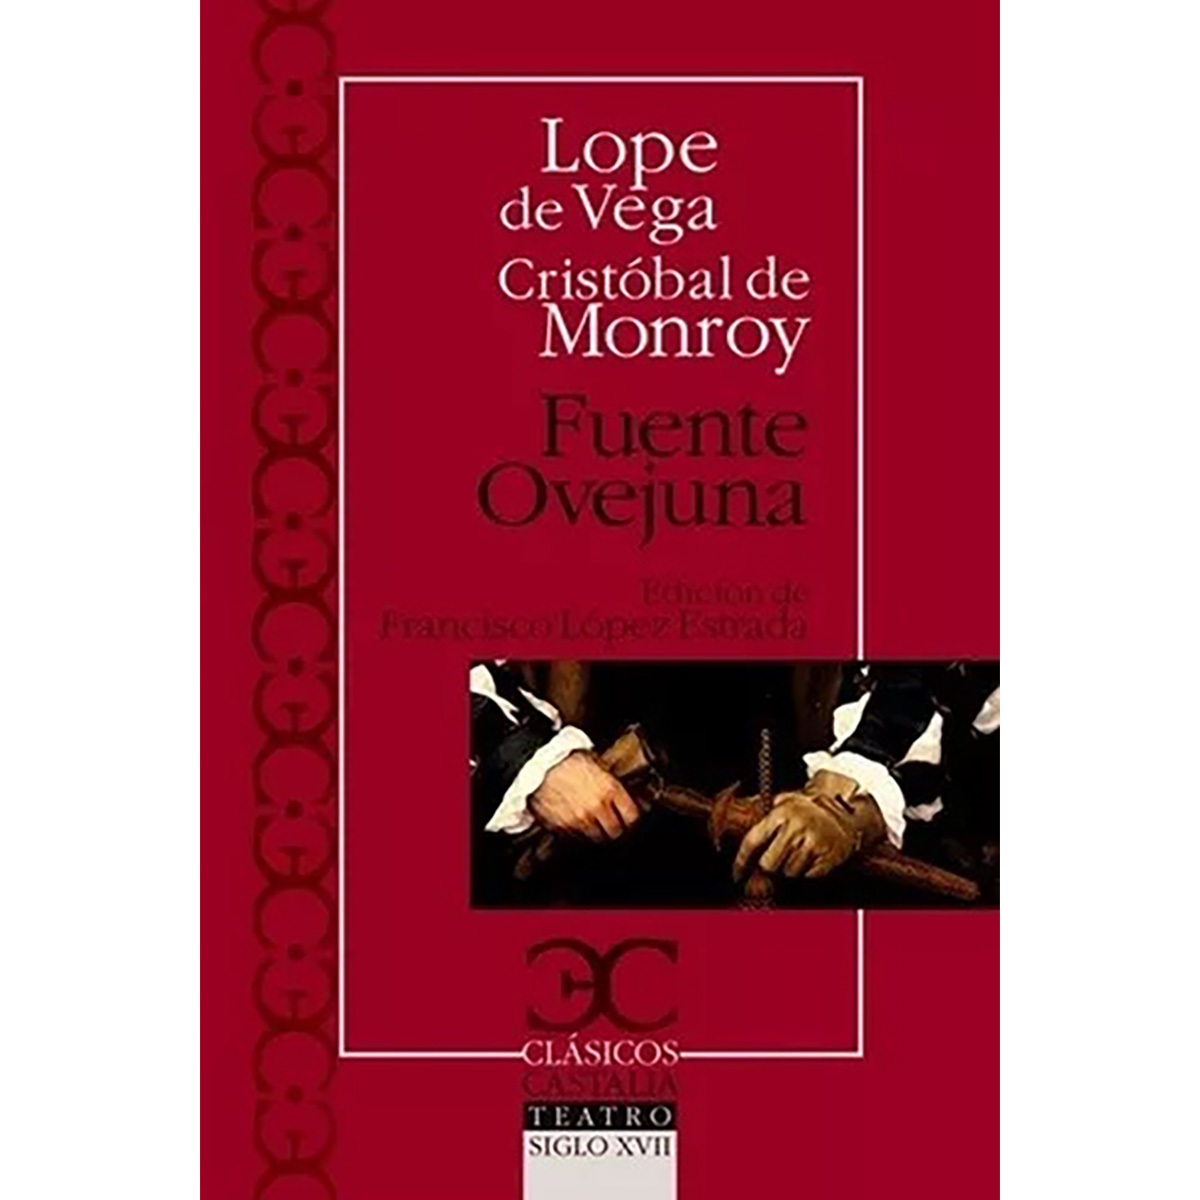 Lope
de Vega
Cristóbal de
Monroy
Fuente
Ovejuna
Edición de
Francisco López Estrada
CLÁSICOS
CASTALIA
TEATRO
SIGLO XVII